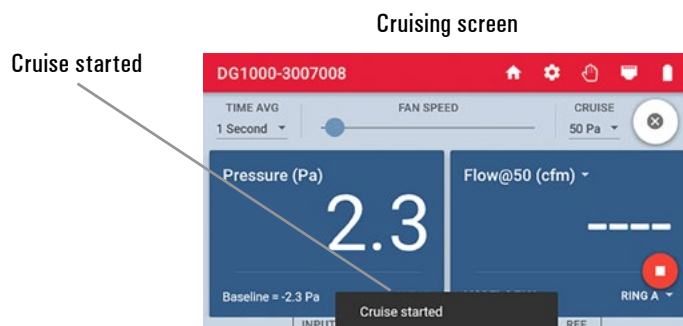 Cruising screen
Cruise started
DG1000-3007008
TIME AVG
FAN SPEED
CRUISE
1 Second
50 Pa
Pressure (Pa)
Flow@50 (cfm)
2.3
----
Baseline = -2.3 Pa
RING A
Cruise started
INPUT
REF